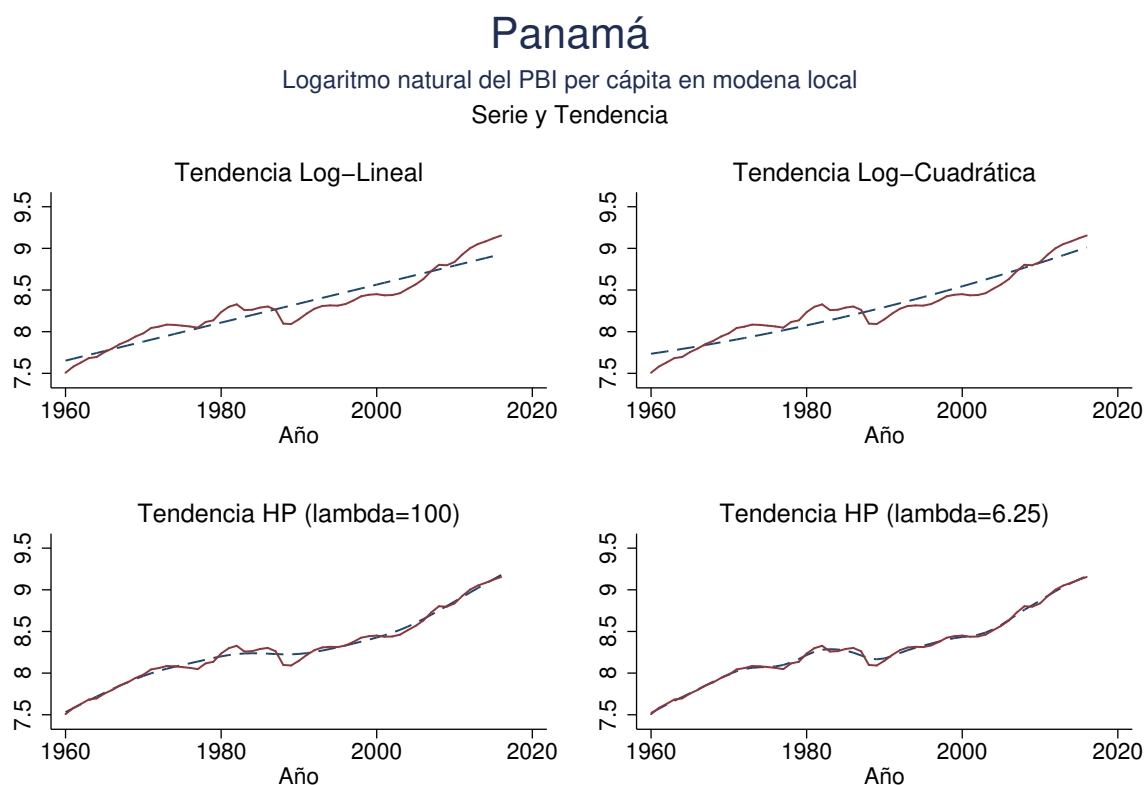 Panamá
Logaritmo natural del PBI per cápita en modena local
Serie y Tendencia
Tendencia Log−Lineal
9.5
9
8.5
8
7.5
1960 1980 2000 2020
Año
Tendencia Log−Cuadrática
9.5
9
8.5
8
7.5
1960 1980 2000 2020
Año
Tendencia HP (lambda=100)
9.5
9
8.5
8
7.5
1960 1980 2000 2020
Año
Tendencia HP (lambda=6.25)
9.5
9
8.5
8
7.5
1960 1980 2000 2020
Año